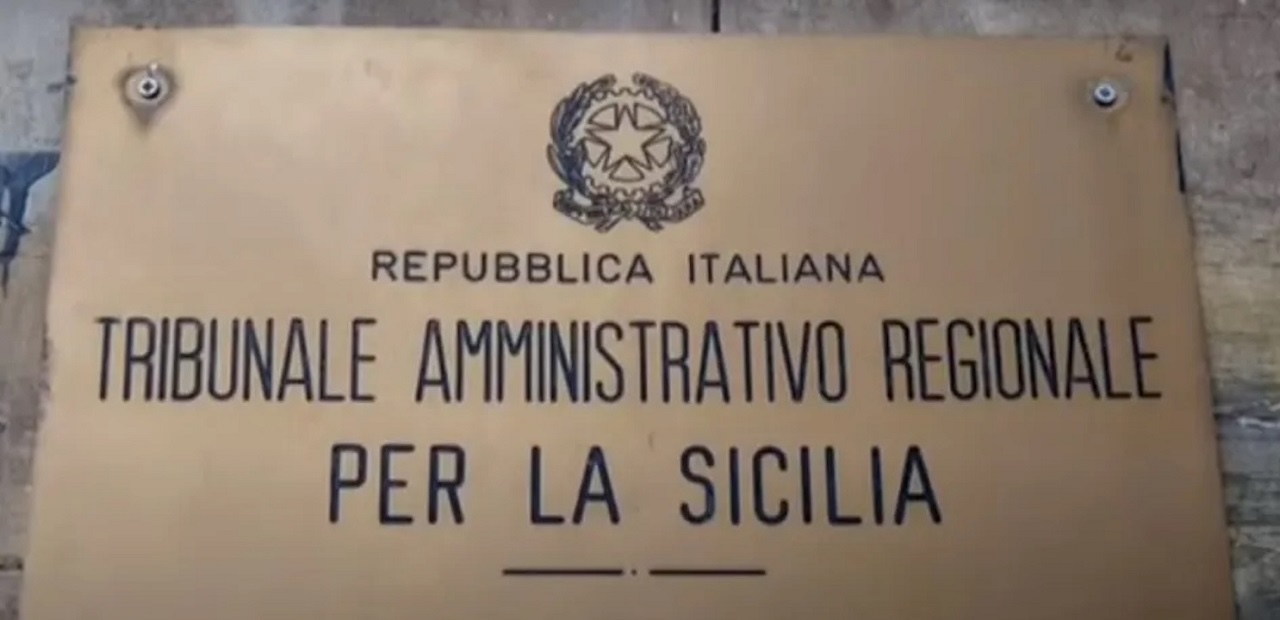 REPUBBLICA ITALIANA
TRIBUNALE AMMINISTRATIVO REGIONALE
PER LA SICILIA